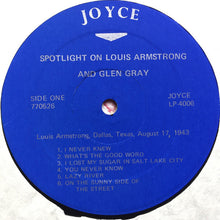 JOYCE
SPOTLIGHT ON LOUIS ARMSTRONG
AND GLEN GRAY
SIDE ONE
770526
JOYCE
LP-4006
Louis Armstrong, Dallas, Texas, August 17, 1943
1. I NEVER KNEW
2. WHAT'S THE GOOD WORD
3. I LOST MY SUGAR IN SALT LAKE CITY
4. YOU NEVER KNOW
5. LAZY RIVER
6. ON THE SUNNY SIDE OF
THE STREET